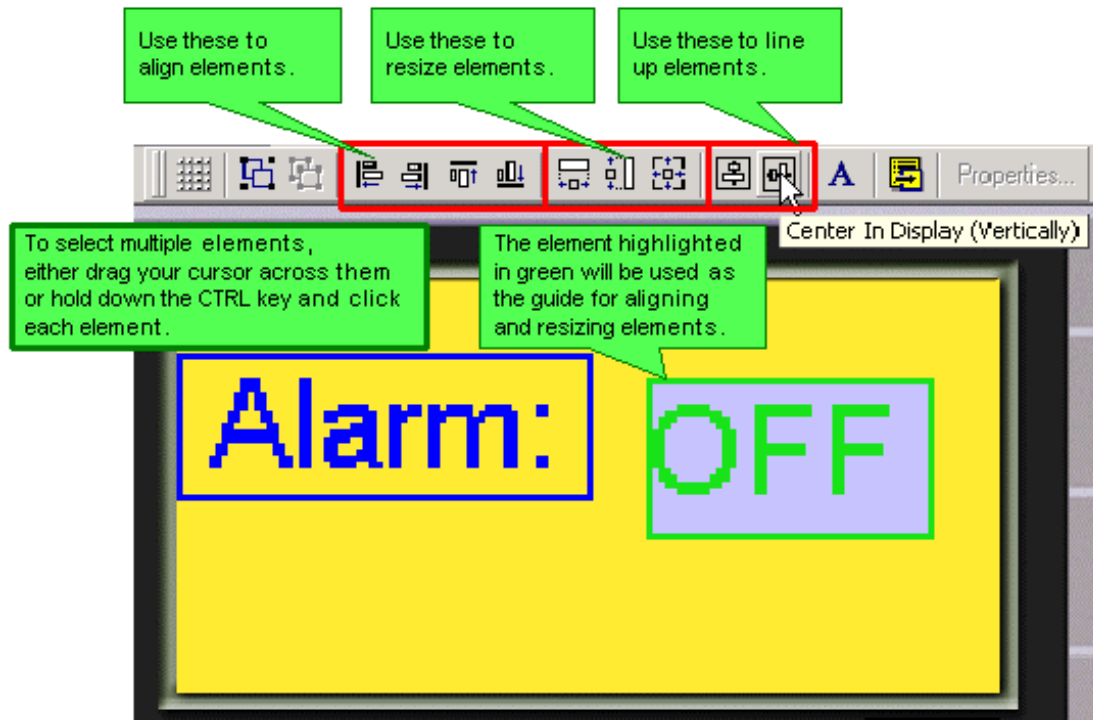 Use these to
align elements.
Use these to
resize elements.
Use these to line
up elements.
A
Properties...
Center In Display (Vertically)
To select multiple elements,
either drag your cursor across them
or hold down the CTRL key and click
each element.
The element highlighted
in green will be used as
the guide for aligning
and resizing elements.
Alarm:
OFF